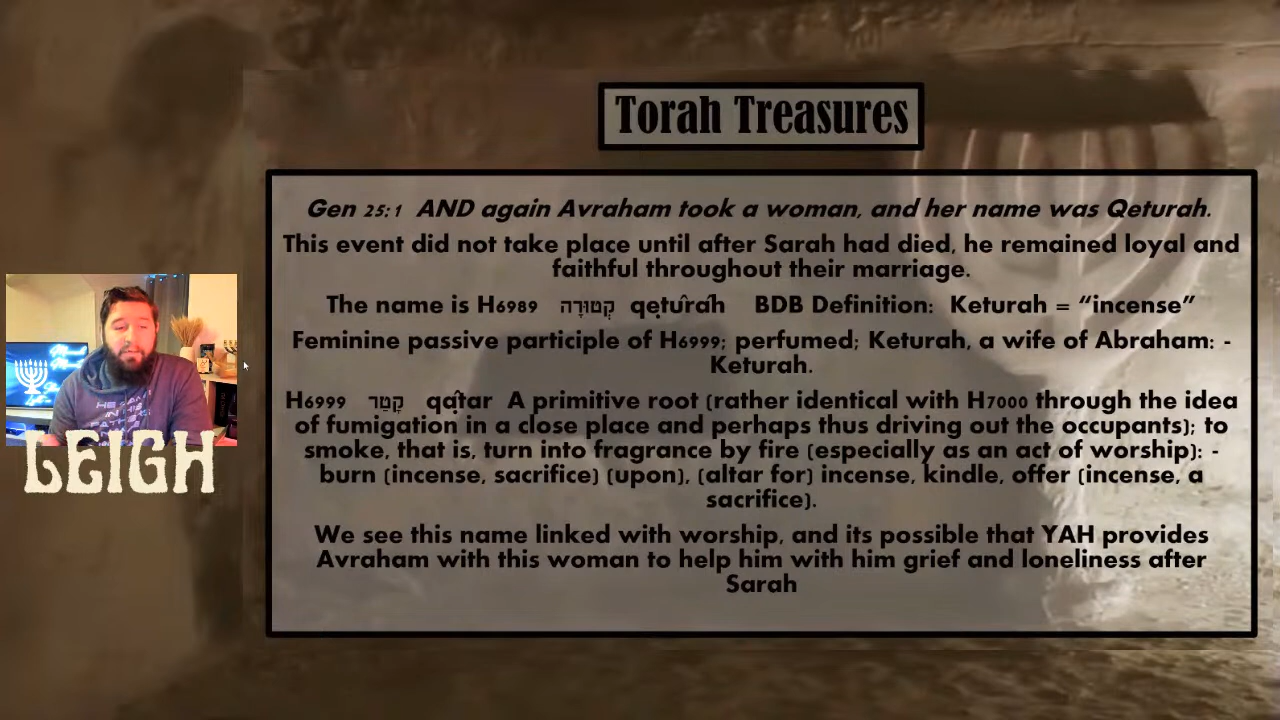 Torah Treasures
Gen 25:1 AND again Avraham took a woman, and her name was Qeturah.
This event did not take place until after Sarah had died, he remained loyal and
faithful throughout their marriage.
The name is H6989 קְטוּרָה qeṭûrâh BDB Definition: Keturah = “incense”
Feminine passive participle of H6999; perfumed; Keturah, a wife of Abraham: -
Keturah.
H6999 קָטַר qâṭar A primitive root (rather identical with H7000 through the idea
of fumigation in a close place and perhaps thus driving out the occupants); to
smoke, that is, turn into fragrance by fire (especially as an act of worship): -
burn (incense, sacrifice) (upon), (altar for) incense, kindle, offer (incense, a
sacrifice).
We see this name linked with worship, and its possible that YAH provides
Avraham with this woman to help him with him grief and loneliness after
Sarah
LEIGH